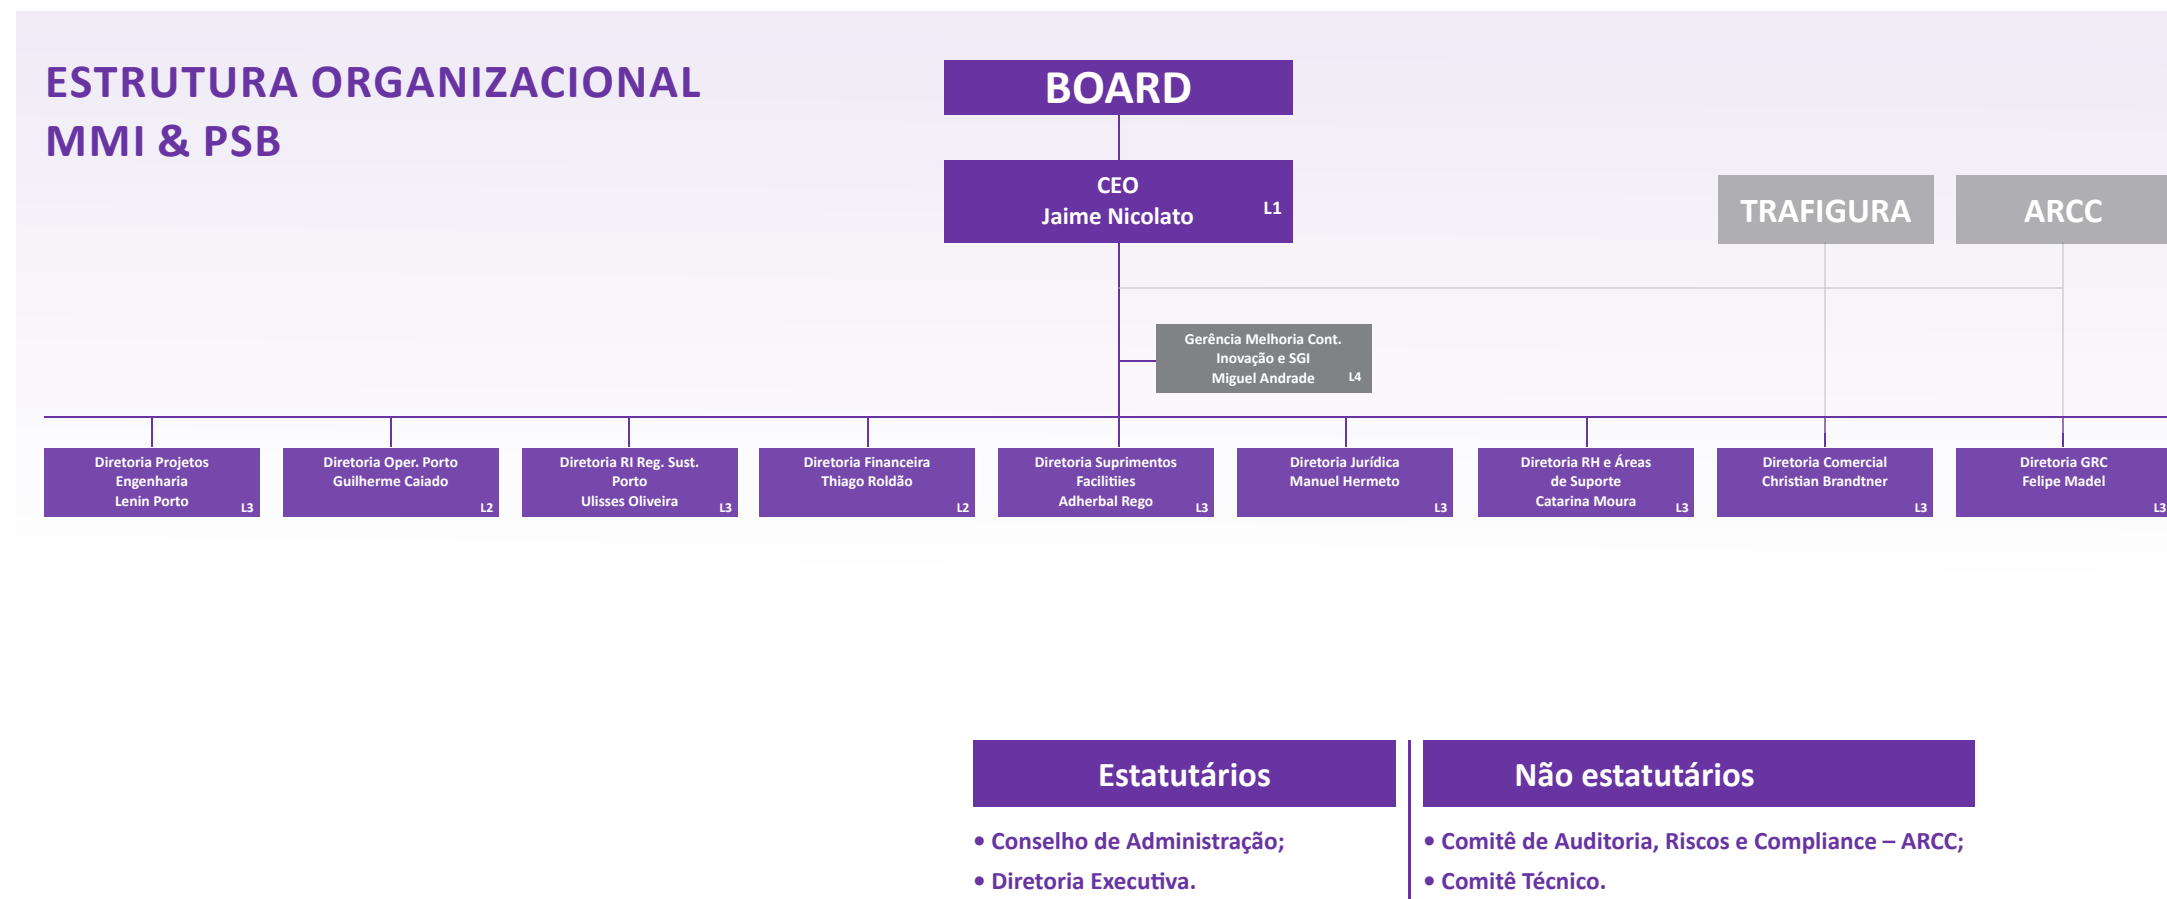 ESTRUTURA ORGANIZACIONAL
MMI & PSB
BOARD
CEO
Jaime Nicolato
L1
TRAFIGURA
ARCC
Gerência Melhoria Cont.
Inovação e SGI
Miguel Andrade
L4
Diretoria Projetos
Engenharia
Lenin Porto
L3
Diretoria Oper. Porto
Guilherme Caiado
L2
Diretoria RI Reg. Sust.
Porto
Ulisses Oliveira
L3
Diretoria Financeira
Thiago Roldão
L2
Diretoria Suprimentos
Facilitiies
Adherbal Rego
L3
Diretoria Jurídica
Manuel Hermeto
L3
Diretoria RH e Áreas
de Suporte
Catarina Moura
L3
Diretoria Comercial
Christian Brandtner
L3
Diretoria GRC
Felipe Madel
L3
Estatutários
• Conselho de Administração;
• Diretoria Executiva.
Não estatutários
• Comitê de Auditoria, Riscos e Compliance – ARCC;
• Comitê Técnico.